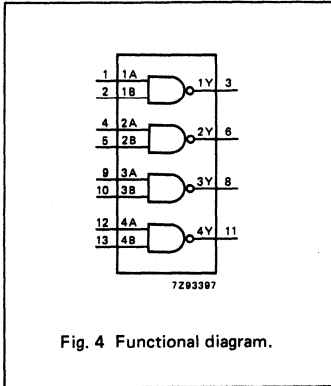 1 1A 1Y 3
2 1B
4 2A 2Y 6
5 2B
9 3A 3Y 8
10 3B
12 4A 4Y 11
13 4B
7Z93397
Fig. 4 Functional diagram.